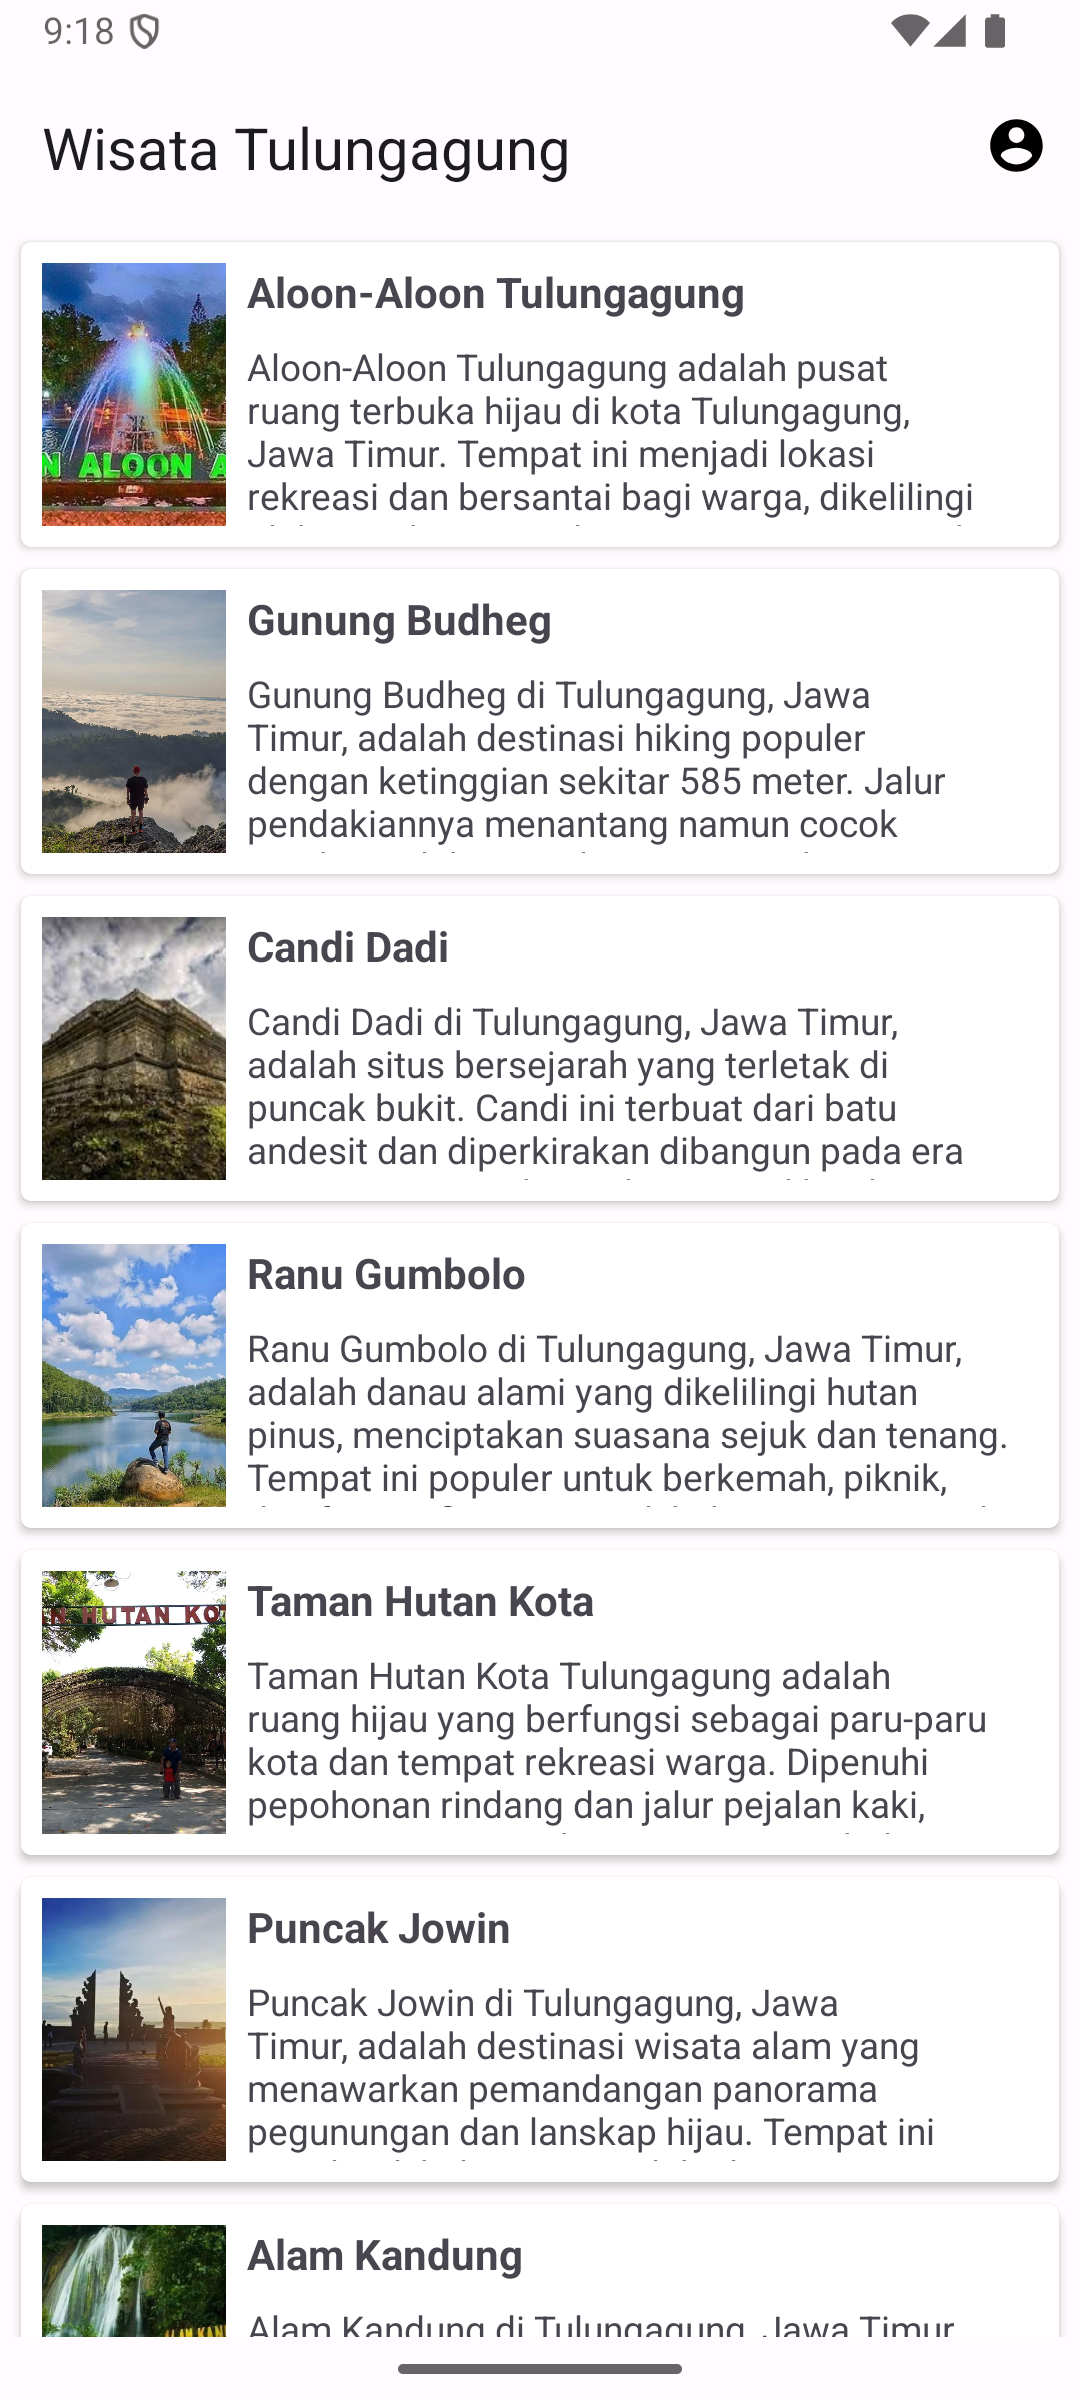 9:18
Wisata Tulungagung
ALOON
Aloon-Aloon Tulungagung
Aloon-Aloon Tulungagung adalah pusat
ruang terbuka hijau di kota Tulungagung,
Jawa Timur. Tempat ini menjadi lokasi
rekreasi dan bersantai bagi warga, dikelilingi
Gunung Budheg
Gunung Budheg di Tulungagung, Jawa
Timur, adalah destinasi hiking populer
dengan ketinggian sekitar 585 meter. Jalur
pendakiannya menantang namun cocok
Candi Dadi
Candi Dadi di Tulungagung, Jawa Timur,
adalah situs bersejarah yang terletak di
puncak bukit. Candi ini terbuat dari batu
andesit dan diperkirakan dibangun pada era
Ranu Gumbolo
Ranu Gumbolo di Tulungagung, Jawa Timur,
adalah danau alami yang dikelilingi hutan
pinus, menciptakan suasana sejuk dan tenang.
Tempat ini populer untuk berkemah, piknik,
HUTAN KO
Taman Hutan Kota
Taman Hutan Kota Tulungagung adalah
ruang hijau yang berfungsi sebagai paru-paru
kota dan tempat rekreasi warga. Dipenuhi
pepohonan rindang dan jalur pejalan kaki,
Puncak Jowin
Puncak Jowin di Tulungagung, Jawa
Timur, adalah destinasi wisata alam yang
menawarkan pemandangan panorama
pegunungan dan lanskap hijau. Tempat ini
Alam Kandung
Alam Kandung di Tulungagung, Jawa Timur